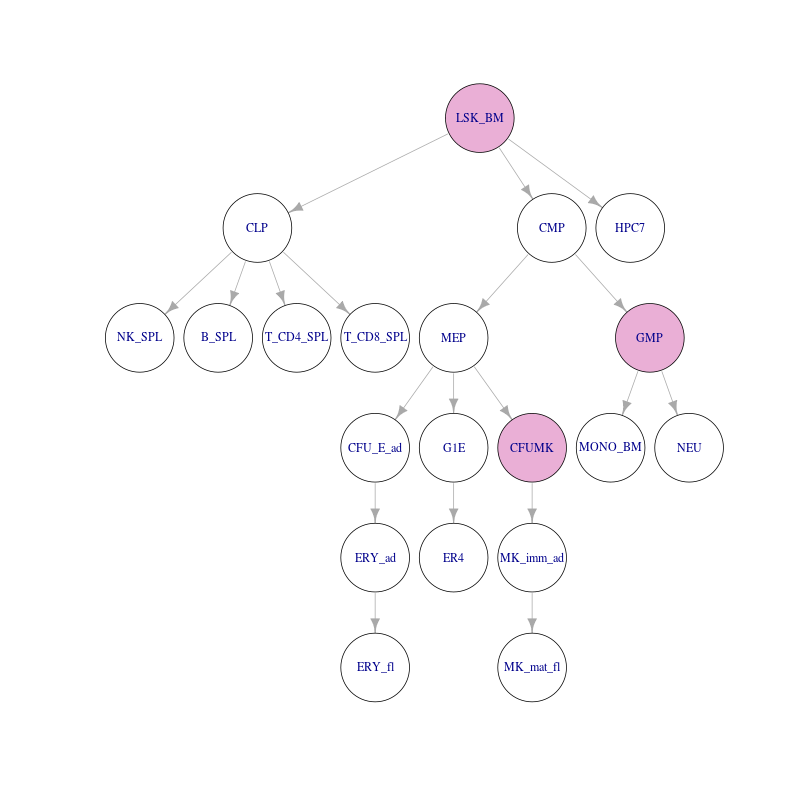 LSK_BM
CLP
CMP
HPC7
NK_SPL
B_SPL
T_CD4_SPL
T_CD8_SPL
MEP
GMP
CFU_E_ad
G1E
CFUMK
MONO_BM
NEU
ERY_ad
ER4
MK_imm_ad
ERY_fl
MK_mat_fl